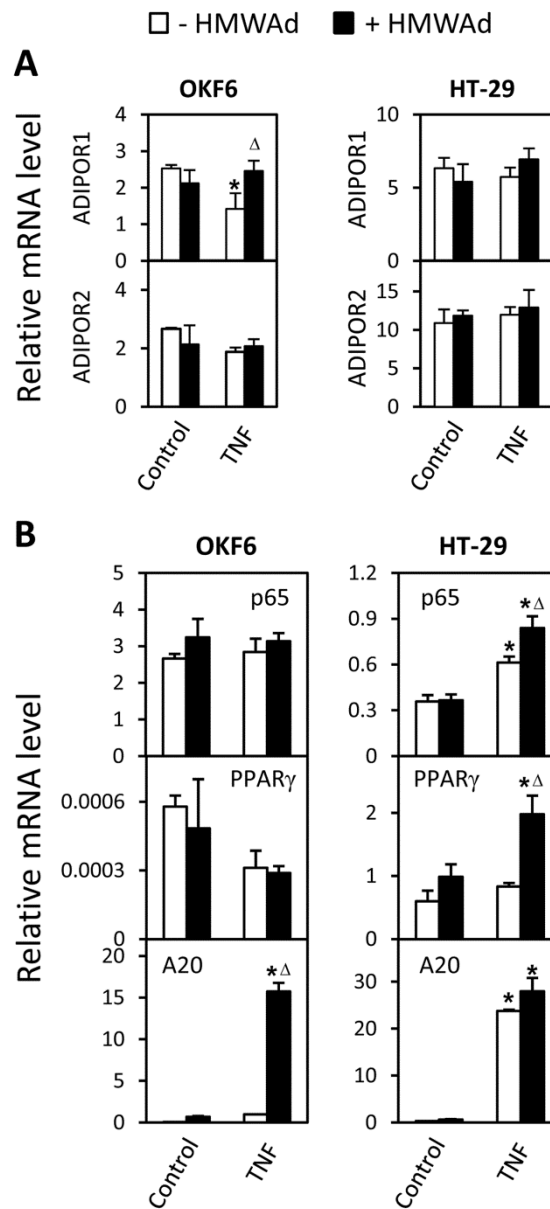 - HMWAd + HMWAd
A
OKF6 HT-29
Relative mRNA level
ADIPOR1
4
3
2
1
0
* Δ
ADIPOR1
10
5
0
ADIPOR2
4
2
0
ADIPOR2
15
10
5
0
Control TNF Control TNF
B
OKF6 HT-29
Relative mRNA level
p65
5
4
3
2
1
0
p65
1.2
0.9
0.6
0.3
0
* *Δ
PPARγ
0.0006
0.0003
0
PPARγ
2
1
0
*Δ
A20
20
15
10
5
0
*Δ
A20
30
20
10
0
* *
Control TNF Control TNF